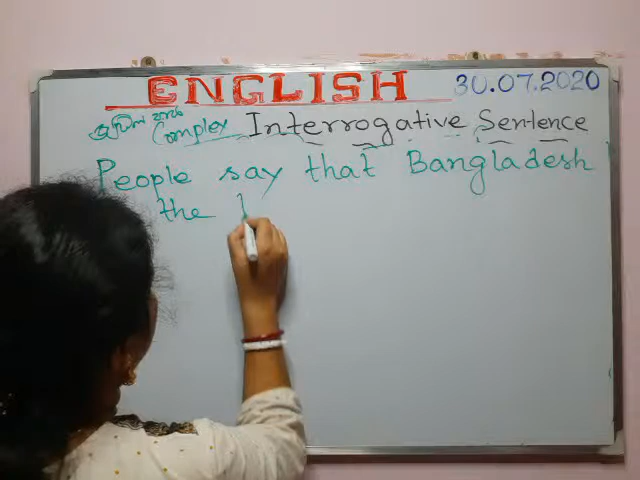 ENGLISH 30.07.2020
Complex Interrogative Sentence
People say that Bangladesh
the